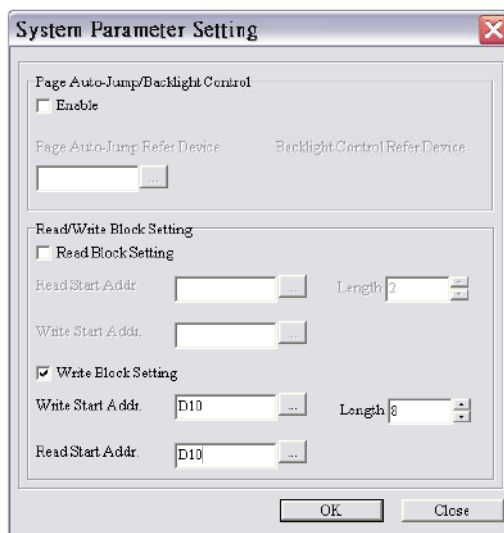 System Parameter Setting
Page Auto-Jump/Backlight Control
Enable
Page Auto-Jump Refer Device Backlight Control Refer Device
...
Read/Write Block Setting
Read Block Setting
Read Start Addr. ... Length 2
Write Start Addr. ...
Write Block Setting
Write Start Addr. D10 ... Length 8
Read Start Addr. D10 ...
OK Close